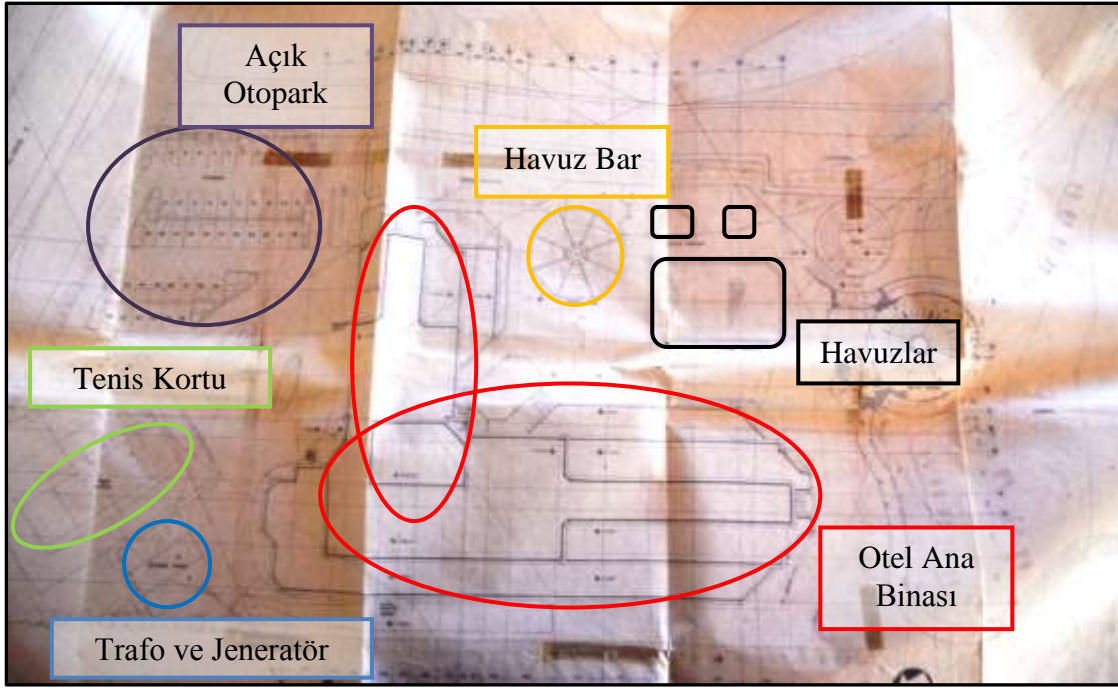 Açık
Otopark
Havuz Bar
Havuzlar
Tenis Kortu
Otel Ana
Binası
Trafo ve Jeneratör